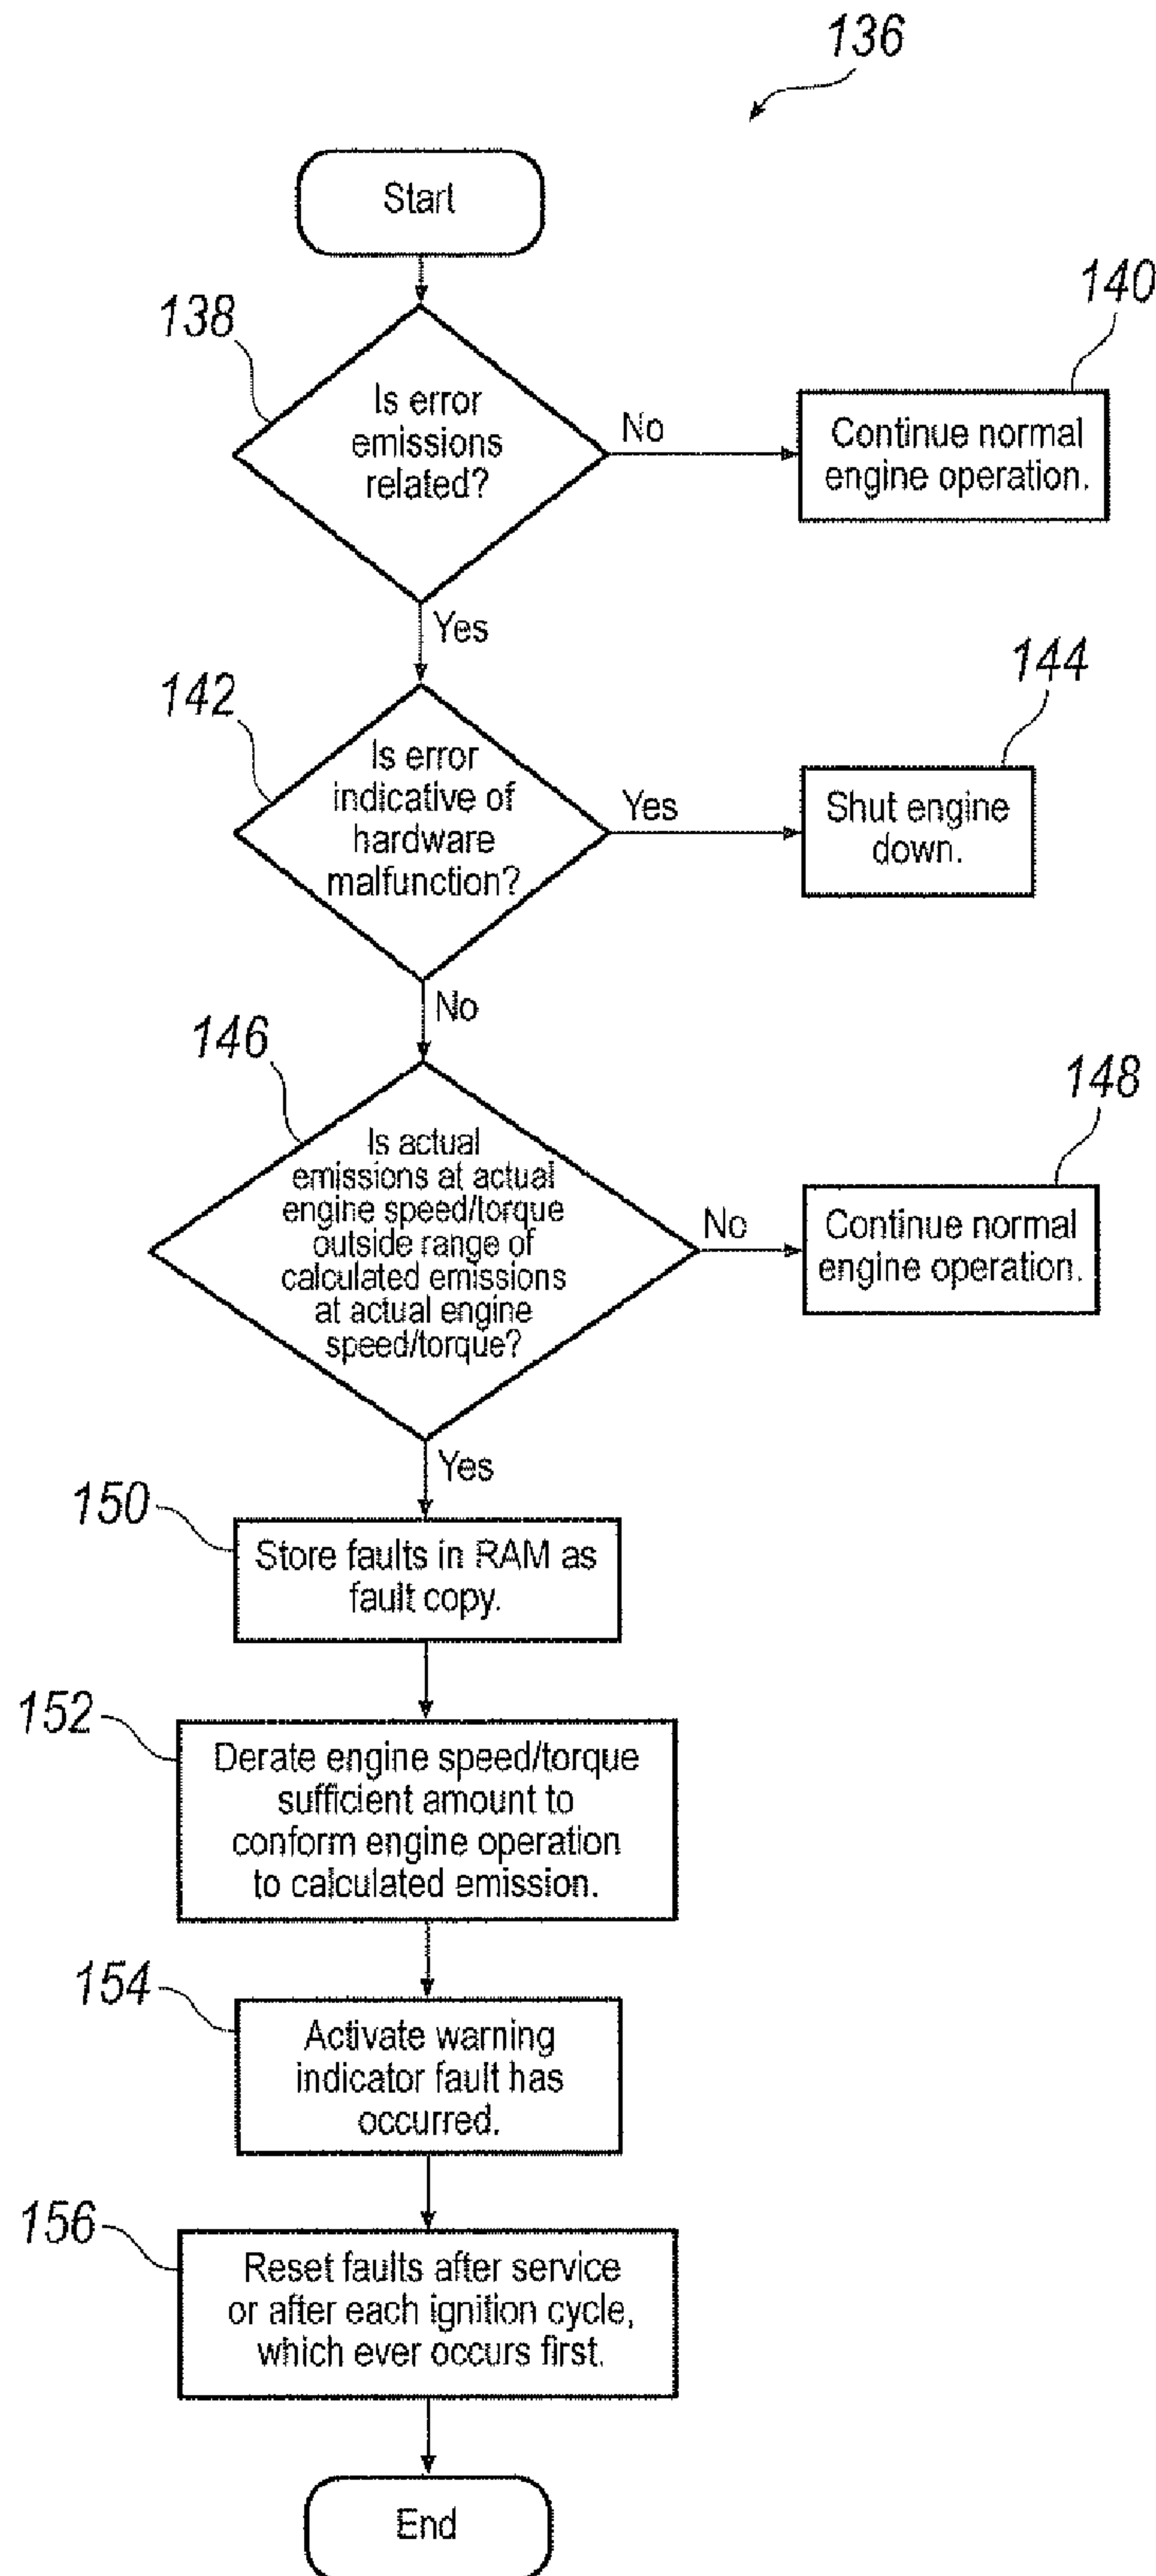 136
Start
138
Is error
emissions
related?
No
140
Continue normal
engine operation.
Yes
142
Is error
indicative of
hardware
malfunction?
Yes
144
Shut engine
down.
No
146
Is actual
emissions at actual
engine speed/torque
outside range of
calculated emissions
at actual engine
speed/torque?
No
148
Continue normal
engine operation.
Yes
150
Store faults in RAM as
fault copy.
152
Derate engine speed/torque
sufficient amount to
conform engine operation
to calculated emission.
154
Activate warning
indicator fault has
occurred.
156
Reset faults after service
or after each ignition cycle,
which ever occurs first.
End